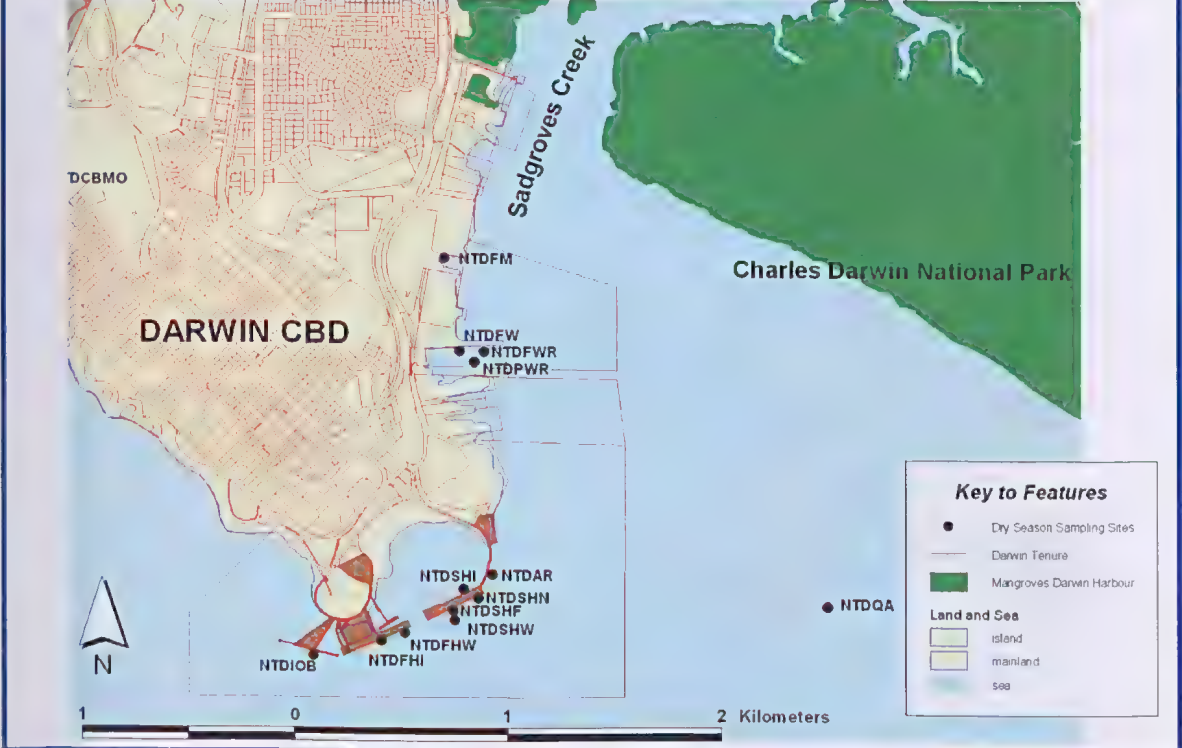 Sadgroves Creek
DCBMO
NTDFM
Charles Darwin National Park
DARWIN CBD
NTDFW
NTDFWR
NTDPWR
Key to Features
Dry Season Sampling Sites
Darwin Tenure
Mangroves Darwin Harbour
Land and Sea
island
mainland
sea
NTDSHI
NTDAR
NTDSHN
NTDSHF
NTDSHW
NTDQA
NTDFHW
NTDFHI
NTDIOB
N
1 0 1 2 Kilometers